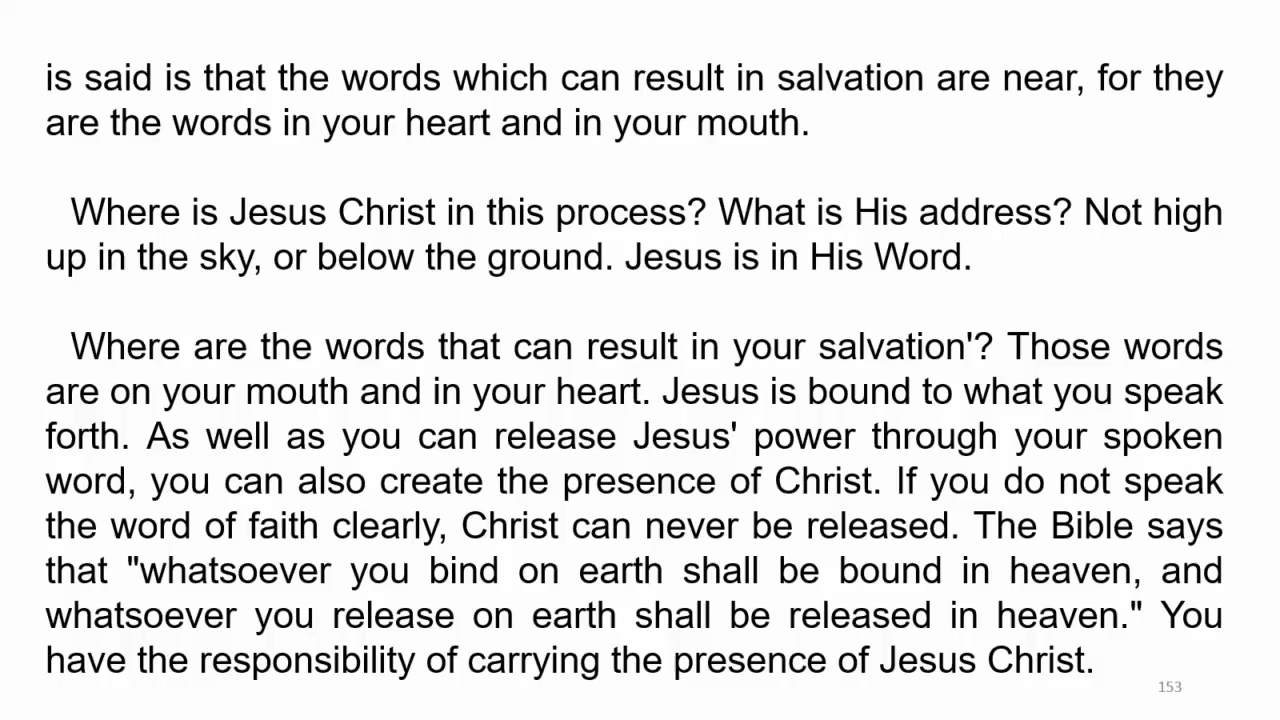 is said is that the words which can result in salvation are near, for they
are the words in your heart and in your mouth.
Where is Jesus Christ in this process? What is His address? Not high
up in the sky, or below the ground. Jesus is in His Word.
Where are the words that can result in your salvation'? Those words
are on your mouth and in your heart. Jesus is bound to what you speak
forth. As well as you can release Jesus' power through your spoken
word, you can also create the presence of Christ. If you do not speak
the word of faith clearly, Christ can never be released. The Bible says
that "whatsoever you bind on earth shall be bound in heaven, and
whatsoever you release on earth shall be released in heaven." You
have the responsibility of carrying the presence of Jesus Christ.
153